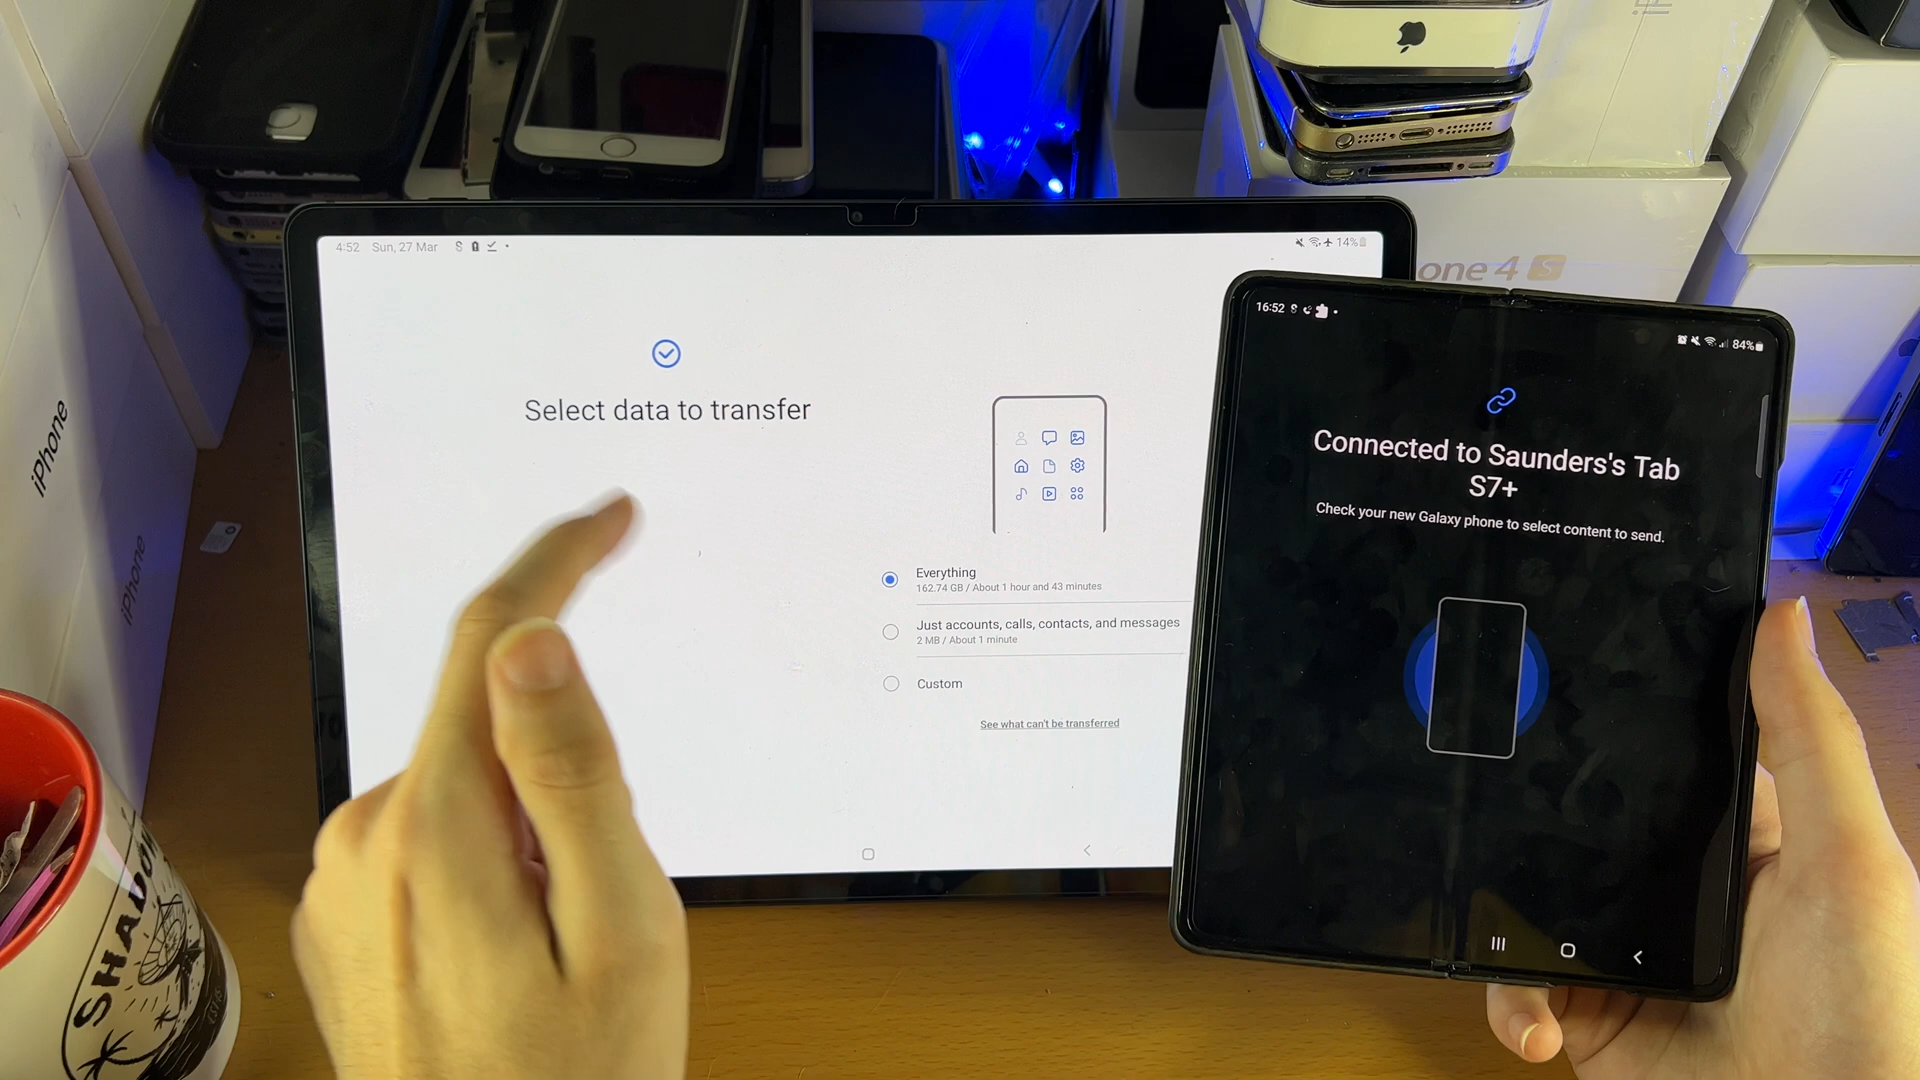 4:52 Sun, 27 Mar
14%
Select data to transfer
Everything
162.74 GB / About 1 hour and 43 minutes
Just accounts, calls, contacts, and messages
2 MB / About 1 minute
Custom
See what can't be transferred
one 4 S
16:52
84%
Connected to Saunders's Tab
S7+
Check your new Galaxy phone to select content to send.
iPhone
iPhone
SHADOW